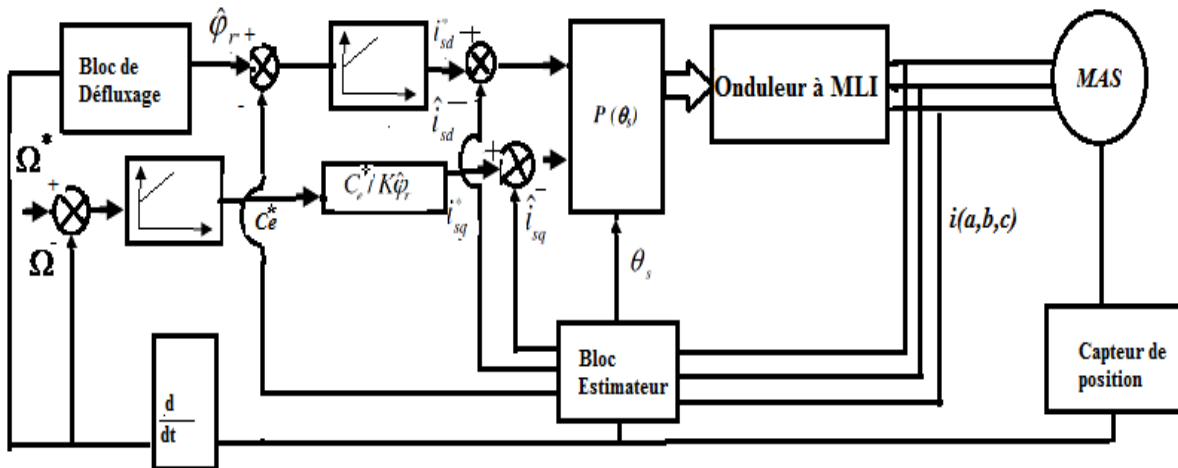 Bloc de
Défluxage
φ̂r +
-
i*sd +
î sd -
P (θs)
Onduleur à MLI
MAS
Ω*
+
Ω -
Ce*
Ce*/Kφ̂r
i*sq
+
î sq -
θs
i(a,b,c)
Bloc
Estimateur
Capteur de
position
d
dt